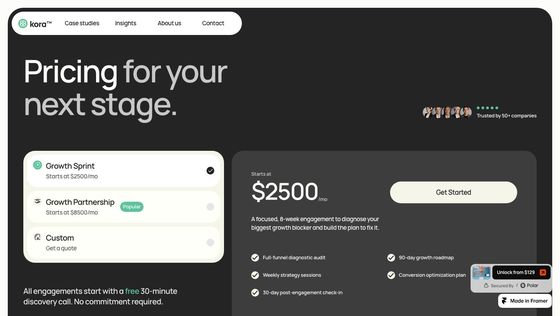 kora™
Case studies
Insights
About us
Contact
Pricing for your
next stage.
Trusted by 50+ companies
Growth Sprint
Starts at $2500/mo
Growth Partnership
Popular
Starts at $8500/mo
Custom
Get a quote
All engagements start with a free 30-minute
discovery call. No commitment required.
Starts at
$2500 /mo
Get Started
A focused, 8-week engagement to diagnose your
biggest growth blocker and build the plan to fix it.
Full-funnel diagnostic audit
90-day growth roadmap
Weekly strategy sessions
Conversion optimization plan
30-day post-engagement check-in
Unlock from $129
Secured By
Polar
Made in Framer